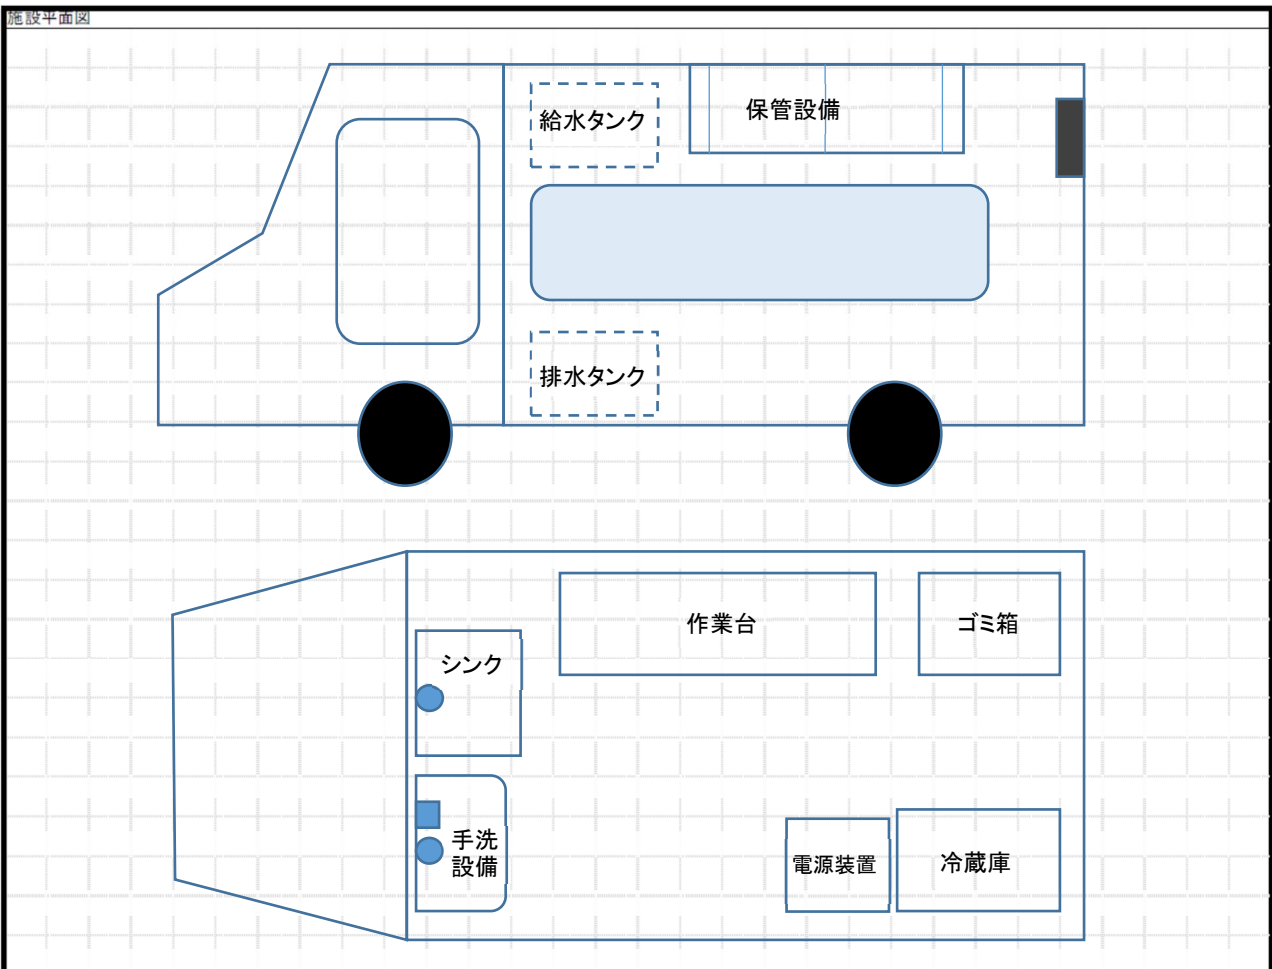 施設平面図
給水タンク
保管設備
排水タンク
作業台
ゴミ箱
シンク
手洗
設備
電源装置
冷蔵庫